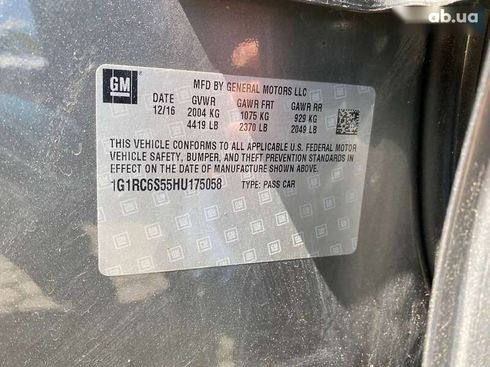 ab.ua
GM
MFD BY GENERAL MOTORS LLC
DATE GVWR GAWR FRT GAWR RR
12/16 2004 KG 1075 KG 929 KG
4419 LB 2370 LB 2049 LB
THIS VEHICLE CONFORMS TO ALL APPLICABLE U.S. FEDERAL MOTOR
VEHICLE SAFETY, BUMPER, AND THEFT PREVENTION STANDARDS IN
EFFECT ON THE DATE OF MANUFACTURE SHOWN ABOVE.
1G1RC6S55HU175058 TYPE: PASS CAR